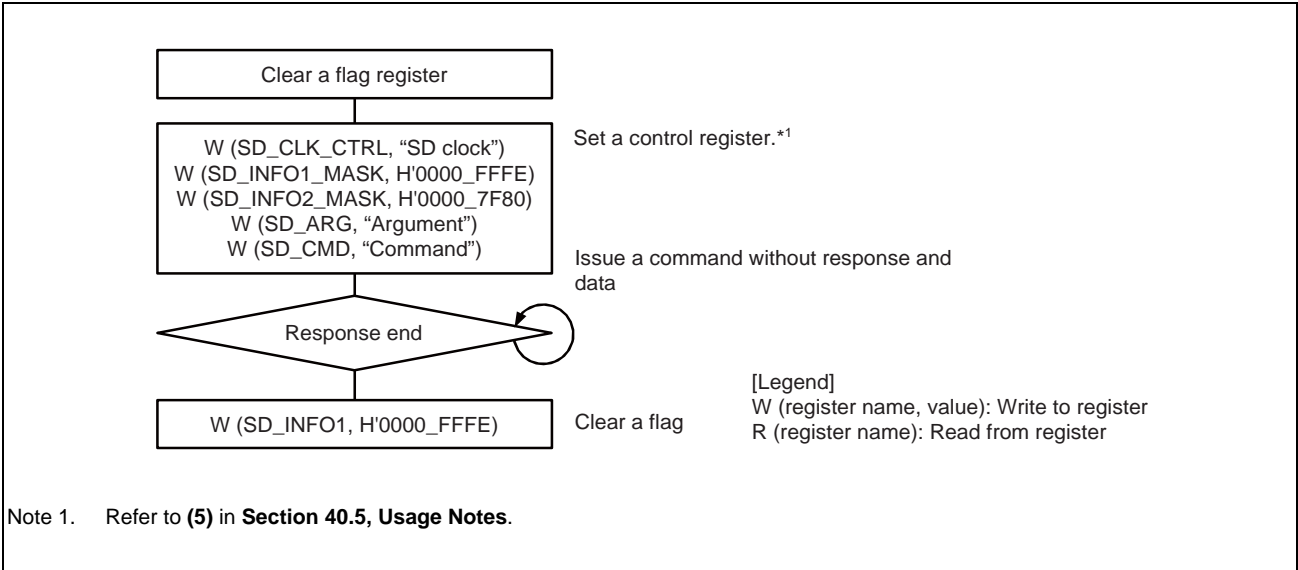 Clear a flag register
W (SD_CLK_CTRL, “SD clock”)
W (SD_INFO1_MASK, H'0000_FFFE)
W (SD_INFO2_MASK, H'0000_7F80)
W (SD_ARG, “Argument”)
W (SD_CMD, “Command”)
Set a control register.*1
Issue a command without response and
data
Response end
W (SD_INFO1, H'0000_FFFE)
Clear a flag
[Legend]
W (register name, value): Write to register
R (register name): Read from register
Note 1. Refer to (5) in Section 40.5, Usage Notes.